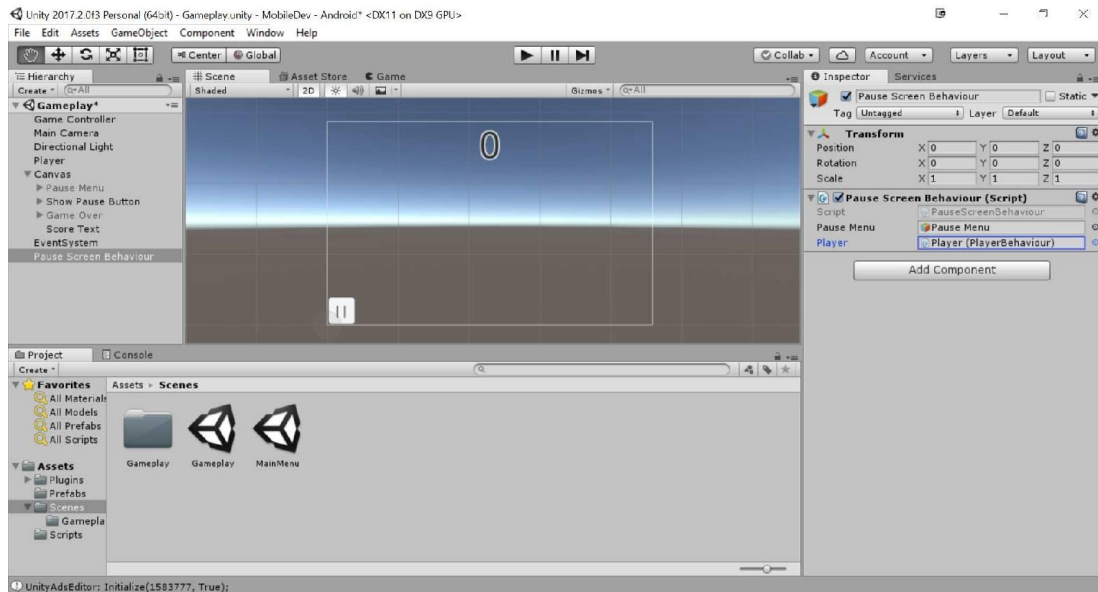 Unity 2017.2.0f3 Personal (64bit) - Gameplay.unity - MobileDev - Android* <DX11 on DX9 GPU>
File Edit Assets GameObject Component Window Help
Center Global Collab Account Layers Layout
Hierarchy
Create All
Gameplay*
Game Controller
Main Camera
Directional Light
Player
Canvas
Pause Menu
Show Pause Button
Game Over
Score Text
EventSystem
Pause Screen Behaviour
Scene Asset Store Game
Shaded 2D Gizmos All
0
Inspector Services
Pause Screen Behaviour Static
Tag Untagged Layer Default
Transform
Position X 0 Y 0 Z 0
Rotation X 0 Y 0 Z 0
Scale X 1 Y 1 Z 1
Pause Screen Behaviour (Script)
Script PauseScreenBehaviour
Pause Menu Pause Menu
Player Player (PlayerBehaviour)
Add Component
Project Console
Create
Favorites
All Materials
All Models
All Prefabs
All Scripts
Assets
Plugins
Prefabs
Scenes
Gamepla
Scripts
Assets Scenes
Gameplay Gameplay MainMenu
UnityAdsEditor: Initialize(1583777, True);